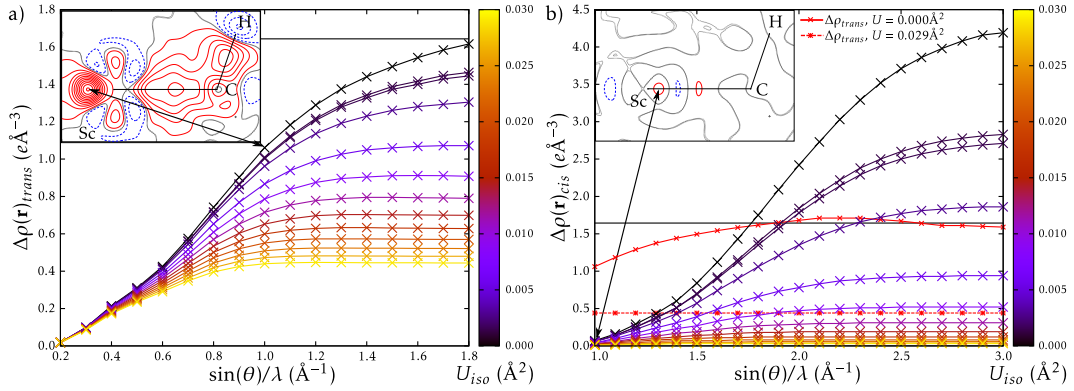 a)
Δρ(r)trans (eÅ⁻³)
1.8
1.6
1.4
1.2
1.0
0.8
0.6
0.4
0.2
0.0
H
C
Sc
0.2 0.4 0.6 0.8 1.0 1.2 1.4 1.6 1.8
sin(θ)/λ (Å⁻¹)
0.030
0.025
0.020
0.015
0.010
0.005
0.000
Uiso (Å²)
b)
Δρ(r)cis (eÅ⁻³)
4.5
4.0
3.5
3.0
2.5
2.0
1.5
1.0
0.5
0.0
H
C
Sc
Δρtrans, U = 0.000Å²
Δρtrans, U = 0.029Å²
1.0 1.5 2.0 2.5 3.0
sin(θ)/λ (Å⁻¹)
0.030
0.025
0.020
0.015
0.010
0.005
0.000
Uiso (Å²)